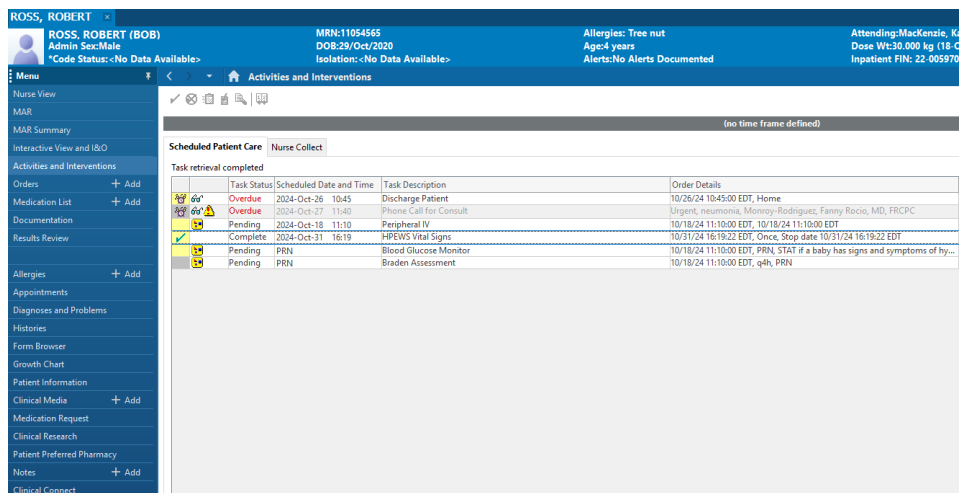 ROSS, ROBERT ×
ROSS, ROBERT (BOB) MRN:11054565 Allergies: Tree nut Attending:MacKenzie, Ka
Admin Sex:Male DOB:29/Oct/2020 Age:4 years Dose Wt:30.000 kg (18-O
*Code Status:<No Data Available> Isolation:<No Data Available> Alerts:No Alerts Documented Inpatient FIN: 22-005970
Menu Activities and Interventions
Nurse View
MAR
MAR Summary
(no time frame defined)
Interactive View and I&O
Scheduled Patient Care Nurse Collect
Activities and Interventions
Task retrieval completed
Orders + Add
Medication List + Add
Documentation
Results Review
Allergies + Add
Appointments
Diagnoses and Problems
Histories
Form Browser
Growth Chart
Patient Information
Clinical Media + Add
Medication Request
Clinical Research
Patient Preferred Pharmacy
Notes + Add
Clinical Connect
Task Status Scheduled Date and Time Task Description Order Details
Overdue 2024-Oct-26 10:45 Discharge Patient 10/26/24 10:45:00 EDT, Home
Overdue 2024-Oct-27 11:40 Phone Call for Consult Urgent, neumonia, Monroy-Rodriguez, Fanny Rocio, MD, FRCPC
Pending 2024-Oct-18 11:10 Peripheral IV 10/18/24 11:10:00 EDT, 10/18/24 11:10:00 EDT
Complete 2024-Oct-31 16:19 HPEWS Vital Signs 10/31/24 16:19:22 EDT, Once, Stop date 10/31/24 16:19:22 EDT
Pending PRN Blood Glucose Monitor 10/18/24 11:10:00 EDT, PRN, STAT if a baby has signs and symptoms of hy...
Pending PRN Braden Assessment 10/18/24 11:10:00 EDT, q4h, PRN